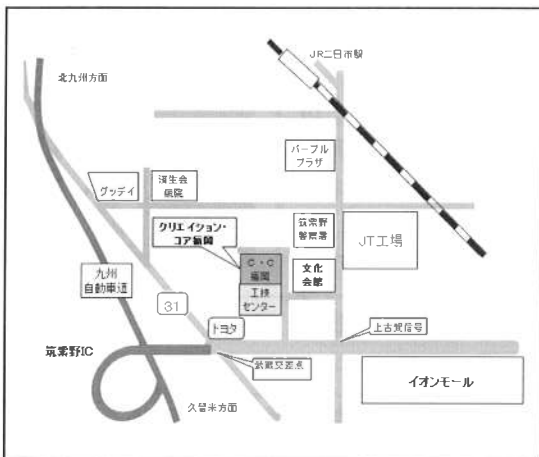 JR二日市駅
北九州方面
パープル
プラザ
済生会
病院
グッデイ
クリエイション・
コア福岡
筑紫野
警察署
JT工場
C・C
福岡
文化
会館
九州
自動車道
工技
センター
31
トヨタ
上古賀信号
筑紫野IC
武蔵交差点
イオンモール
久留米方面